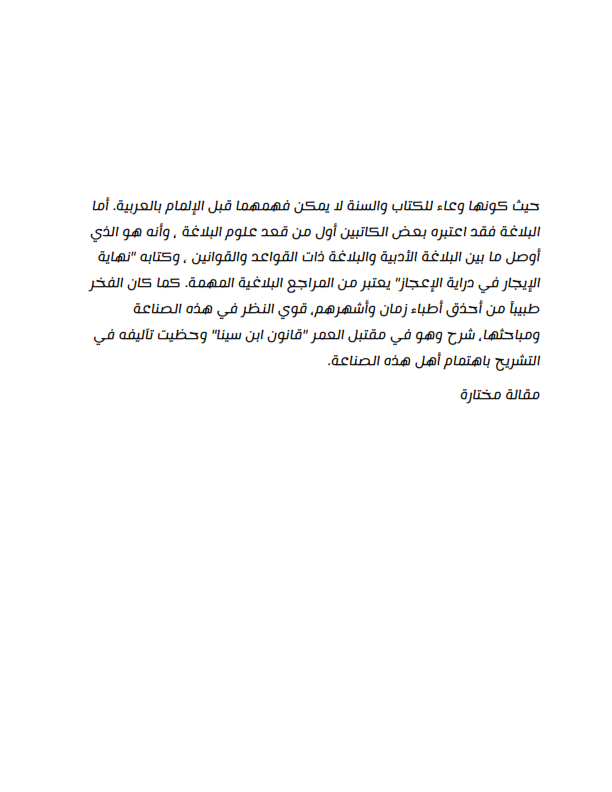 حيث كونها وعاء للكتاب والسنة لا يمكن فهمهما قبل الإلمام بالعربية. أما
البلاغة فقد اعتبره بعض الكاتبين أول من قعد علوم البلاغة ، وأنه هو الذي
أوصل ما بين البلاغة الأدبية والبلاغة ذات القواعد والقوانين ، وكتابه "نهاية
الإيجار في دراية الإعجاز" يعتبر من المراجع البلاغية المهمة. كما كان الفخر
طبيباً من أحذق أطباء زمان وأشهرهم، قوي النظر في هذه الصناعة
ومباحثها، شرح وهو في مقتبل العمر "قانون ابن سينا" وحظيت تآليفه في
التشريح باهتمام أهل هذه الصناعة.
مقالة مختارة